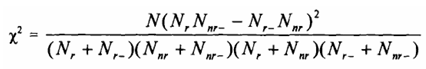 χ² = N(N_r N_nr− − N_r− N_nr)² / (N_r + N_r−)(N_nr + N_nr−)(N_r + N_nr)(N_r− + N_nr−)